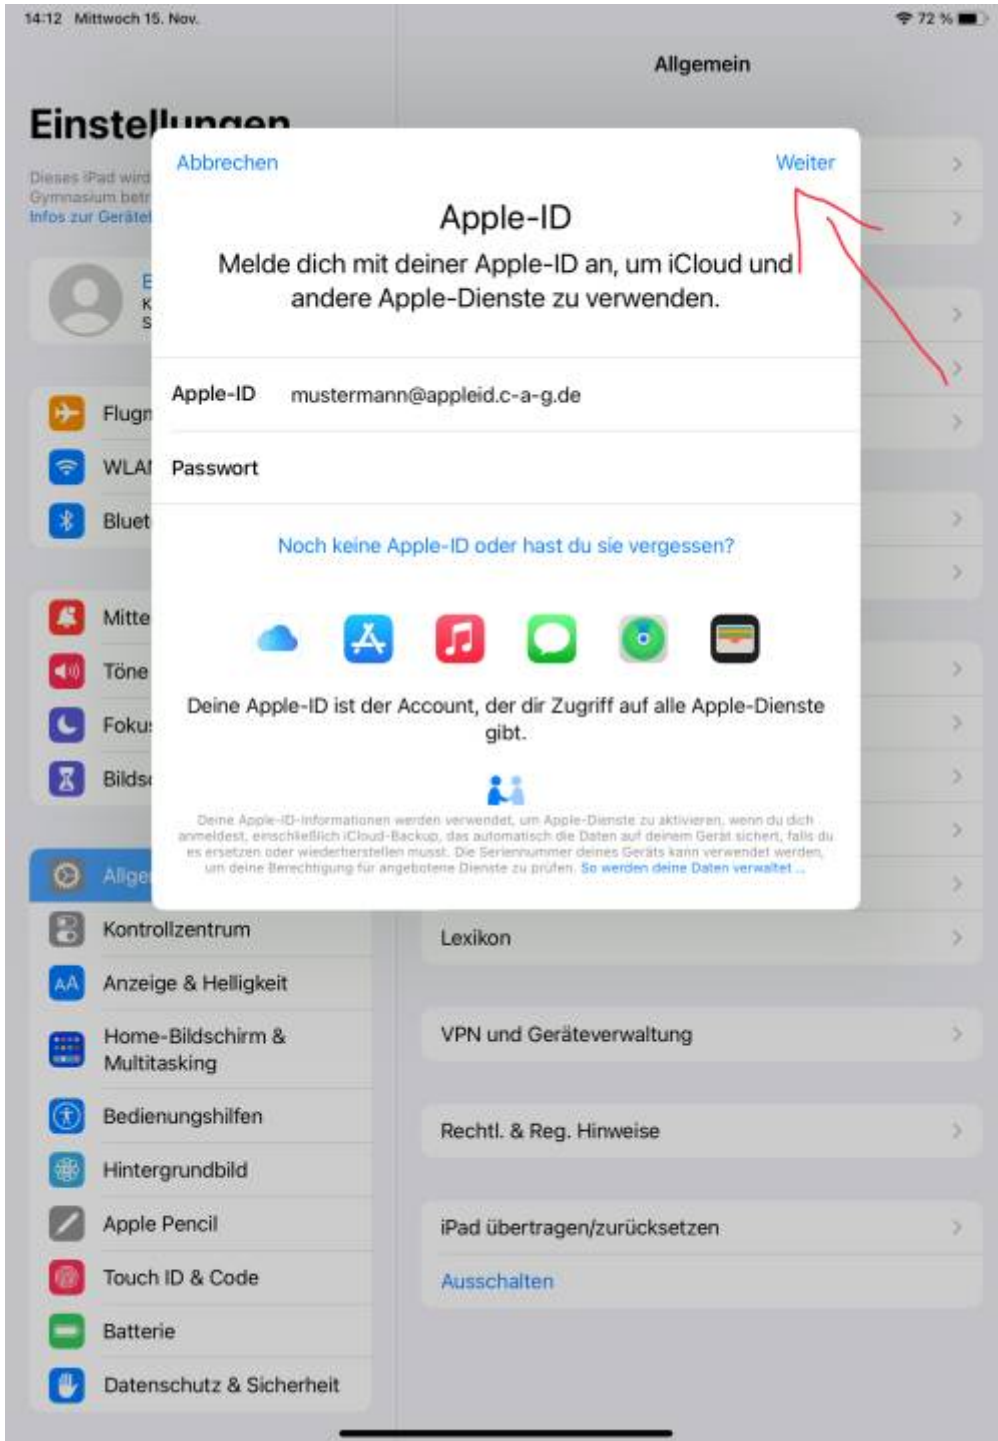 14:12 Mittwoch 15. Nov.
72 %
Allgemein
Einstellungen
Dieses iPad wird
Gymnasium betr
Infos zur Gerätel
E
K
S
Abbrechen
Weiter
Apple-ID
Melde dich mit deiner Apple-ID an, um iCloud und
andere Apple-Dienste zu verwenden.
Apple-ID mustermann@appleid.c-a-g.de
Passwort
Noch keine Apple-ID oder hast du sie vergessen?
Deine Apple-ID ist der Account, der dir Zugriff auf alle Apple-Dienste
gibt.
Deine Apple-ID-Informationen werden verwendet, um Apple-Dienste zu aktivieren, wenn du dich
anmeldest, einschließlich iCloud-Backup, das automatisch die Daten auf deinem Gerät sichert, falls du
es ersetzen oder wiederherstellen musst. Die Seriennummer deines Geräts kann verwendet werden,
um deine Berechtigung für angebotene Dienste zu prüfen. So werden deine Daten verwaltet ...
Flugm
WLAN
Bluet
Mitte
Töne
Fokus
Bildsc
Allge
Kontrollzentrum
Anzeige & Helligkeit
AA
Home-Bildschirm &
Multitasking
Bedienungshilfen
Hintergrundbild
Apple Pencil
Touch ID & Code
Batterie
Datenschutz & Sicherheit
Lexikon
VPN und Geräteverwaltung
Rechtl. & Reg. Hinweise
iPad übertragen/zurücksetzen
Ausschalten